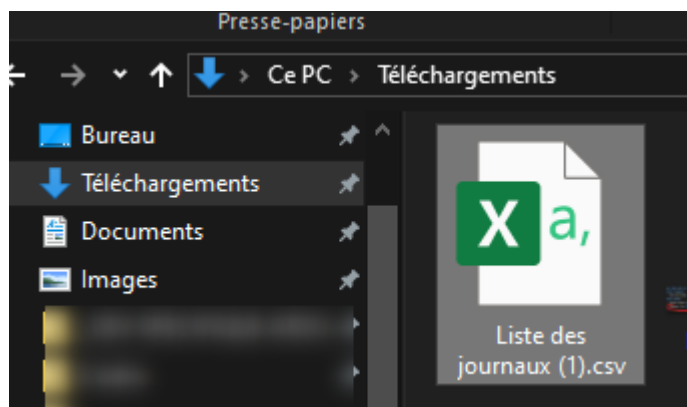 Presse-papiers
Ce PC > Téléchargements
Bureau
Téléchargements
Documents
Images
X a,
Liste des
journaux (1).csv